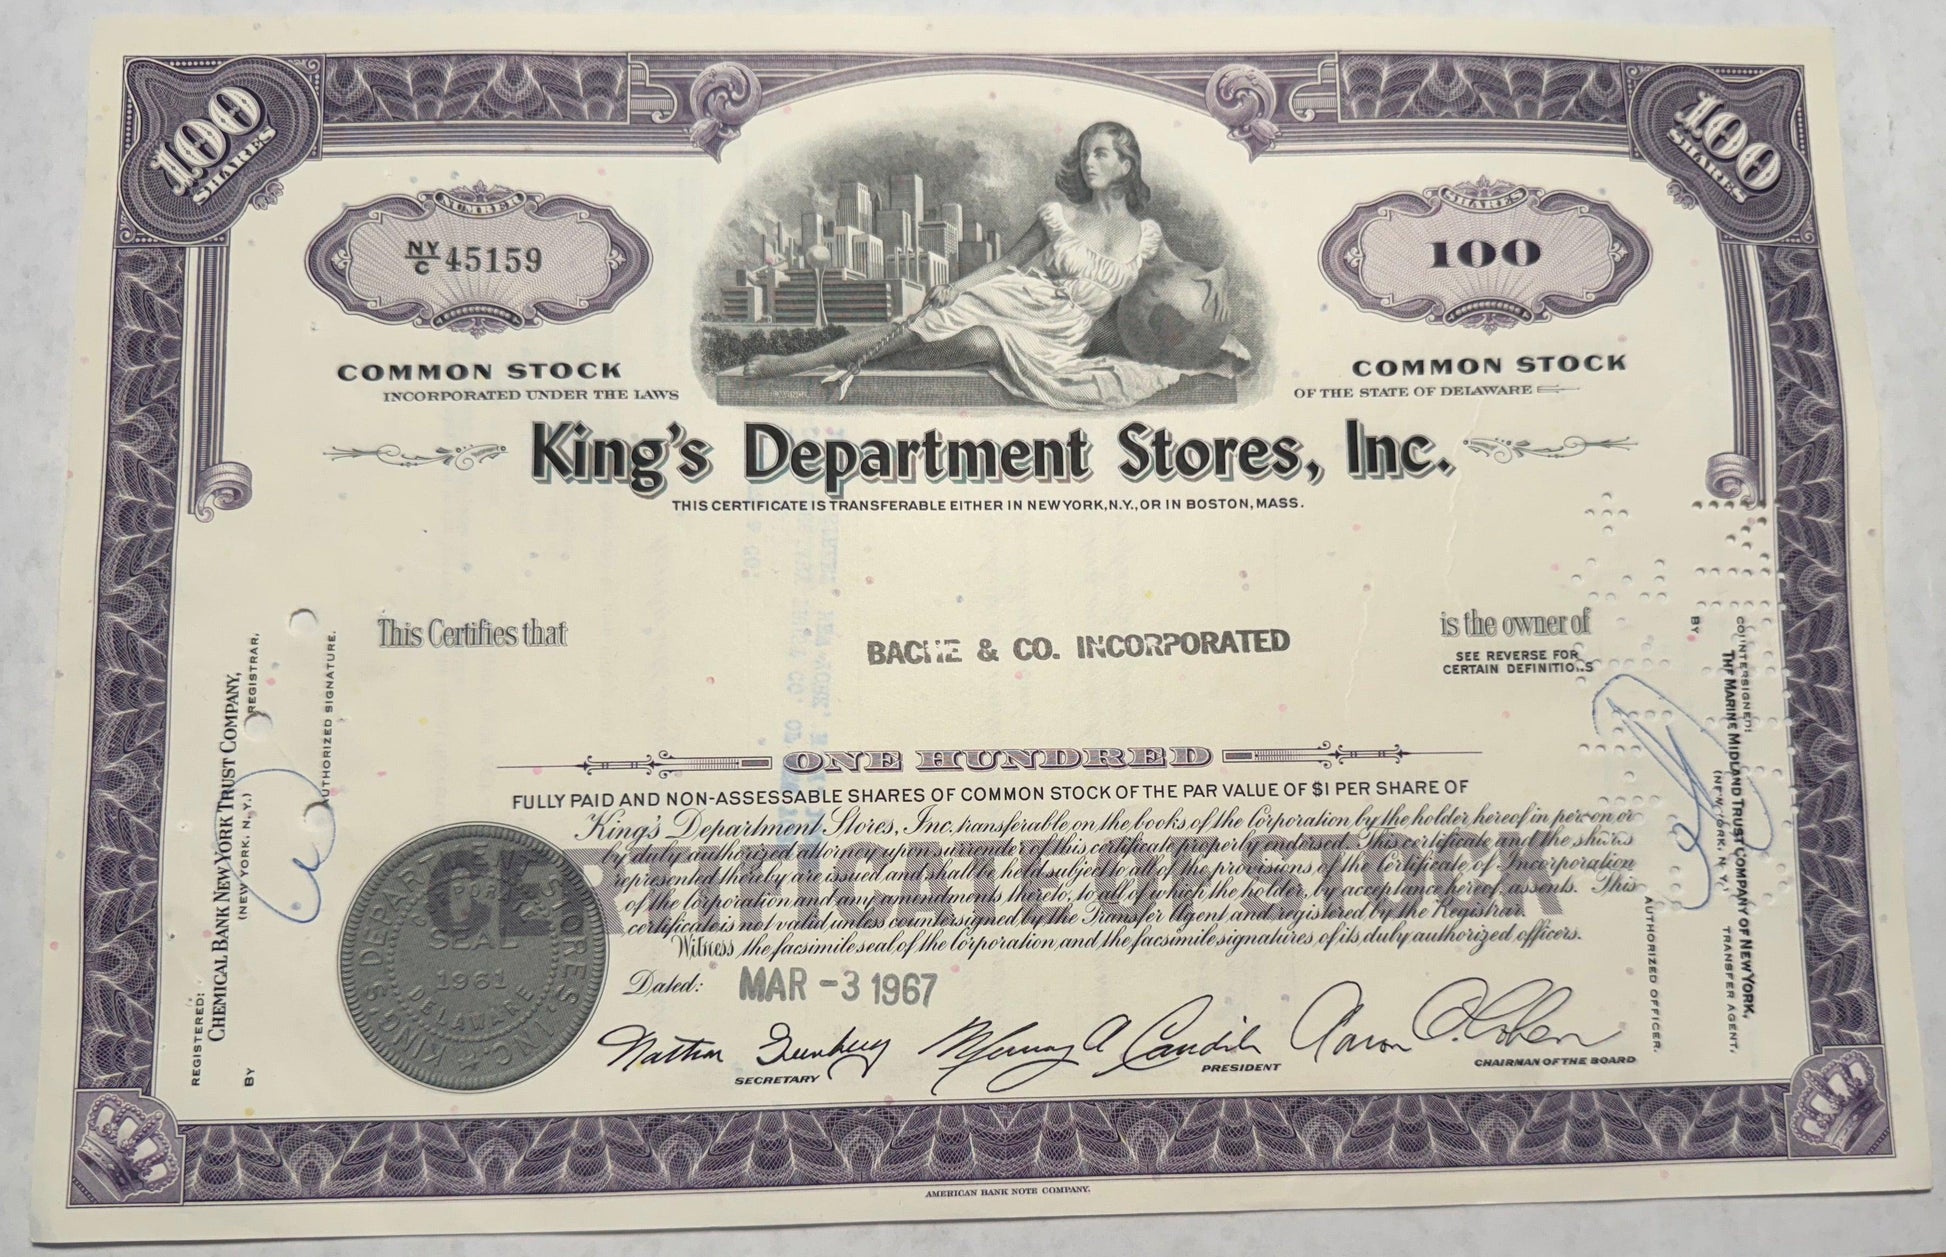 100 SHARES
100 SHARES
NUMBER
NY/C 45159
SHARES
100
COMMON STOCK
INCORPORATED UNDER THE LAWS
COMMON STOCK
OF THE STATE OF DELAWARE
King's Department Stores, Inc.
THIS CERTIFICATE IS TRANSFERABLE EITHER IN NEW YORK, N.Y., OR IN BOSTON, MASS.
This Certifies that
BACHE & CO. INCORPORATED
is the owner of
SEE REVERSE FOR
CERTAIN DEFINITIONS
ONE HUNDRED
FULLY PAID AND NON-ASSESSABLE SHARES OF COMMON STOCK OF THE PAR VALUE OF $1 PER SHARE OF
King's Department Stores, Inc. transferable on the books of the Corporation by the holder hereof in person or
by duly authorized attorney upon surrender of this certificate properly endorsed. This certificate and the shares
represented thereby are issued and shall be held subject to all of the provisions of the Certificate of Incorporation
of the Corporation and any amendments thereto, to all of which the holder, by acceptance hereof, assents. This
certificate is not valid unless countersigned by the Transfer Agent and registered by the Registrar.
Witness the facsimile seal of the Corporation and the facsimile signatures of its duly authorized officers.
CERTIFICATE OF STOCK
Dated: MAR -3 1967
KING'S DEPARTMENT STORES, INC.
CORPORATE
SEAL
1961
DELAWARE
Nathan Greenberg
SECRETARY
Murray A Candib
PRESIDENT
Aaron A. Cohen
CHAIRMAN OF THE BOARD
REGISTERED:
CHEMICAL BANK NEW YORK TRUST COMPANY,
(NEW YORK, N.Y.)
REGISTRAR,
BY
AUTHORIZED SIGNATURE.
COUNTERSIGNED:
THE MARINE MIDLAND TRUST COMPANY OF NEW YORK,
(NEW YORK, N.Y.)
TRANSFER AGENT,
BY
AUTHORIZED OFFICER.
AMERICAN BANK NOTE COMPANY.